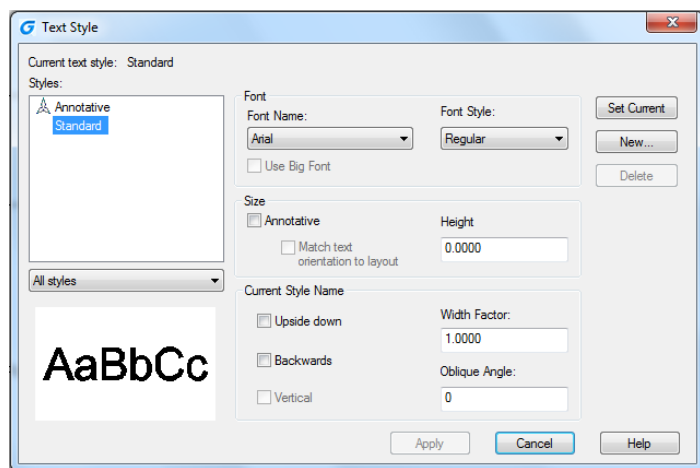 Text Style
Current text style: Standard
Styles:
Annotative
Standard
All styles
AaBbCc
Font
Font Name:
Font Style:
Arial
Regular
Use Big Font
Size
Annotative
Height
Match text
orientation to layout
0.0000
Current Style Name
Upside down
Width Factor:
1.0000
Backwards
Oblique Angle:
Vertical
0
Set Current
New...
Delete
Apply
Cancel
Help